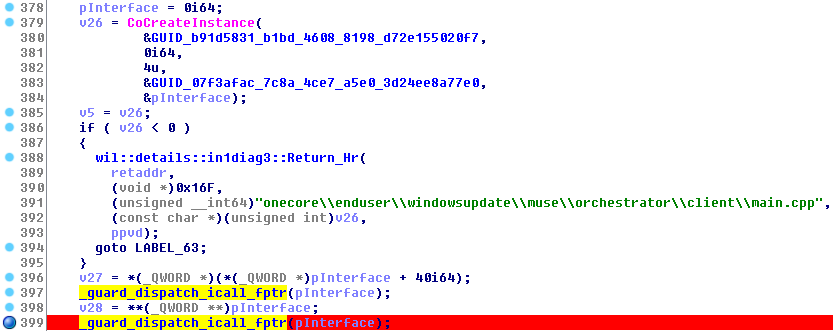 378 pInterface = 0i64;
379 v26 = CoCreateInstance(
380 &GUID_b91d5831_b1bd_4608_8198_d72e155020f7,
381 0i64,
382 4u,
383 &GUID_07f3afac_7c8a_4ce7_a5e0_3d24ee8a77e0,
384 &pInterface);
385 v5 = v26;
386 if ( v26 < 0 )
387 {
388 wil::details::in1diag3::Return_Hr(
389 retaddr,
390 (void *)0x16F,
391 (unsigned __int64)"onecore\\enduser\\windowsupdate\\muse\\orchestrator\\client\\main.cpp",
392 (const char *)(unsigned int)v26,
393 ppvd);
394 goto LABEL_63;
395 }
396 v27 = *(_QWORD *)(*(_QWORD *)pInterface + 40i64);
397 _guard_dispatch_icall_fptr(pInterface);
398 v28 = **(_QWORD **)pInterface;
399 _guard_dispatch_icall_fptr(pInterface);